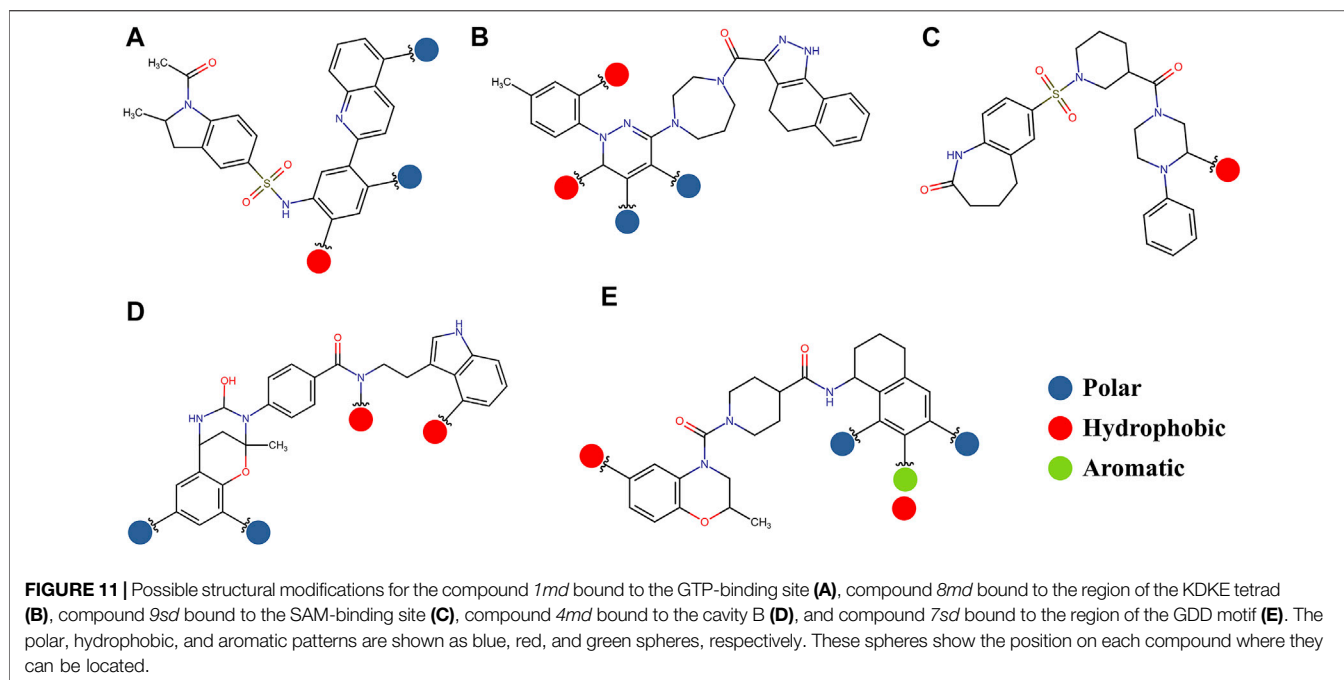 A
B
C
CH₃
O
N
H₃C
N
O
S
O
NH
H₃C
N
N
N
N
O
N
NH
HN
O
O
S
O
N
O
N
N
D
E
OH
HN
N
CH₃
O
O
N
H
N
O
N
O
N
O
CH₃
N
H
Polar
Hydrophobic
Aromatic
FIGURE 11 | Possible structural modifications for the compound 1md bound to the GTP-binding site (A), compound 8md bound to the region of the KDKE tetrad
(B), compound 9sd bound to the SAM-binding site (C), compound 4md bound to the cavity B (D), and compound 7sd bound to the region of the GDD motif (E). The
polar, hydrophobic, and aromatic patterns are shown as blue, red, and green spheres, respectively. These spheres show the position on each compound where they
can be located.